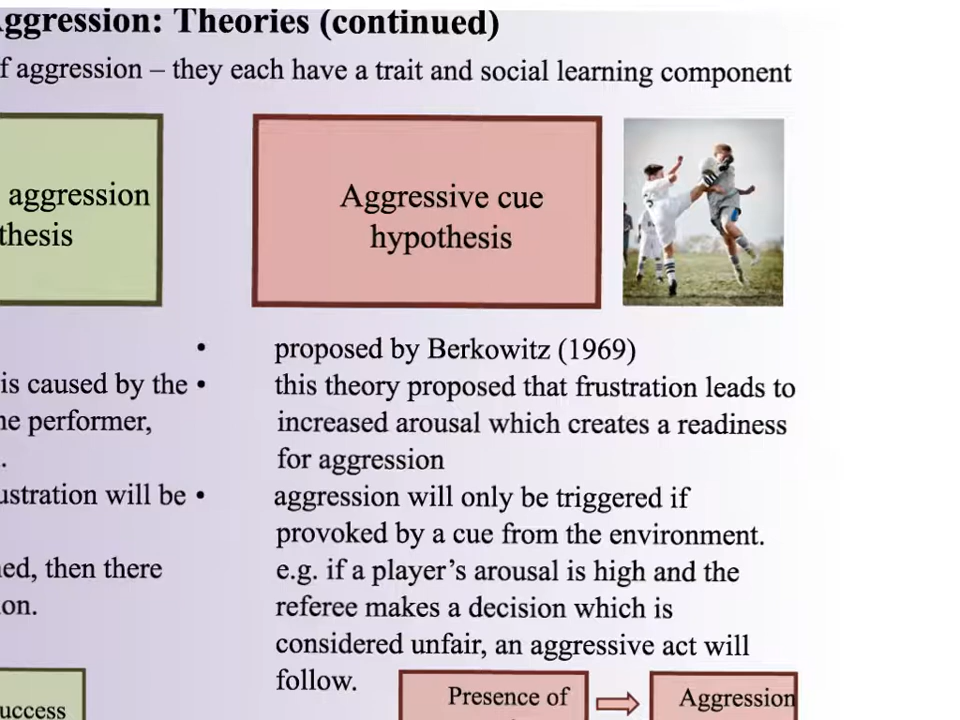 Aggression: Theories (continued)
f aggression – they each have a trait and social learning component
aggression
thesis
Aggressive cue
hypothesis
is caused by the
he performer,
ustration will be
ned, then there
on.
• proposed by Berkowitz (1969)
• this theory proposed that frustration leads to
increased arousal which creates a readiness
for aggression
• aggression will only be triggered if
provoked by a cue from the environment.
e.g. if a player’s arousal is high and the
referee makes a decision which is
considered unfair, an aggressive act will
follow.
uccess
Presence of
Aggression